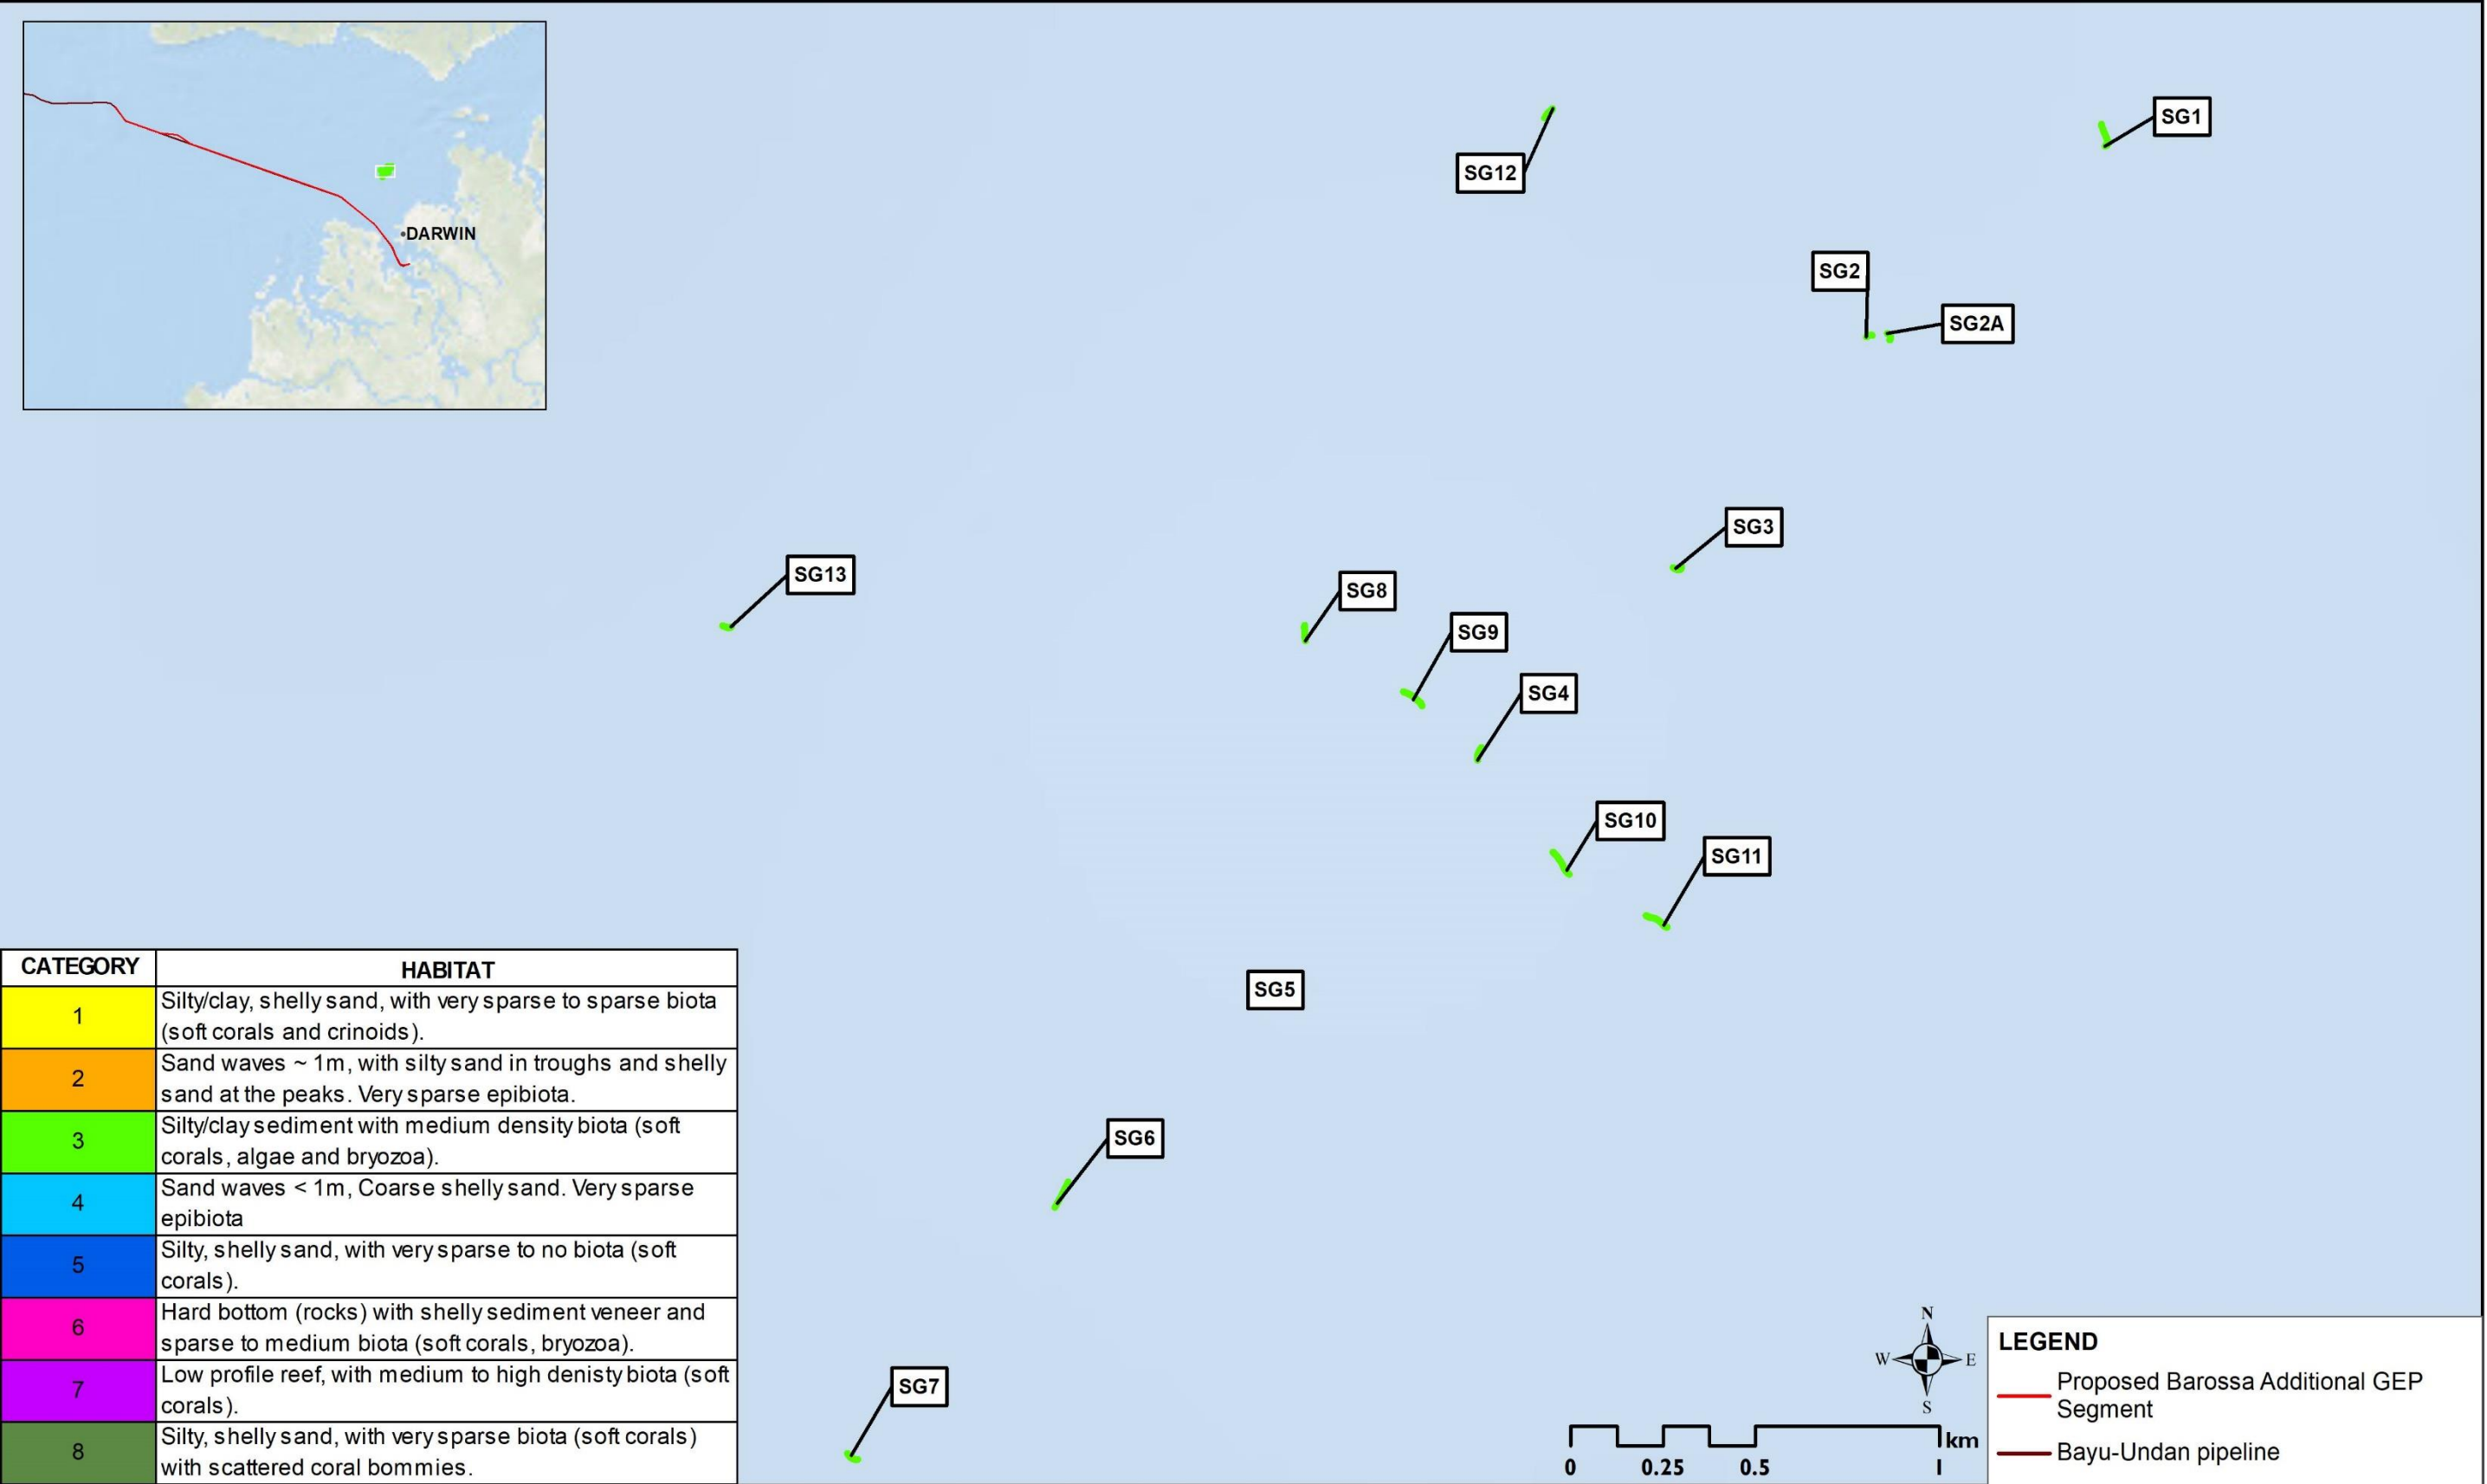 DARWIN
SG1
SG12
SG2
SG2A
SG3
SG13
SG8
SG9
SG4
SG10
SG11
SG5
SG6
SG7
CATEGORY HABITAT
1 Silty/clay, shelly sand, with very sparse to sparse biota
(soft corals and crinoids).
2 Sand waves ~ 1m, with silty sand in troughs and shelly
sand at the peaks. Very sparse epibiota.
3 Silty/clay sediment with medium density biota (soft
corals, algae and bryozoa).
4 Sand waves < 1m, Coarse shelly sand. Very sparse
epibiota
5 Silty, shelly sand, with very sparse to no biota (soft
corals).
6 Hard bottom (rocks) with shelly sediment veneer and
sparse to medium biota (soft corals, bryozoa).
7 Low profile reef, with medium to high denisty biota (soft
corals).
8 Silty, shelly sand, with very sparse biota (soft corals)
with scattered coral bommies.
N
W E
S
km
0 0.25 0.5 1
LEGEND
Proposed Barossa Additional GEP
Segment
Bayu-Undan pipeline